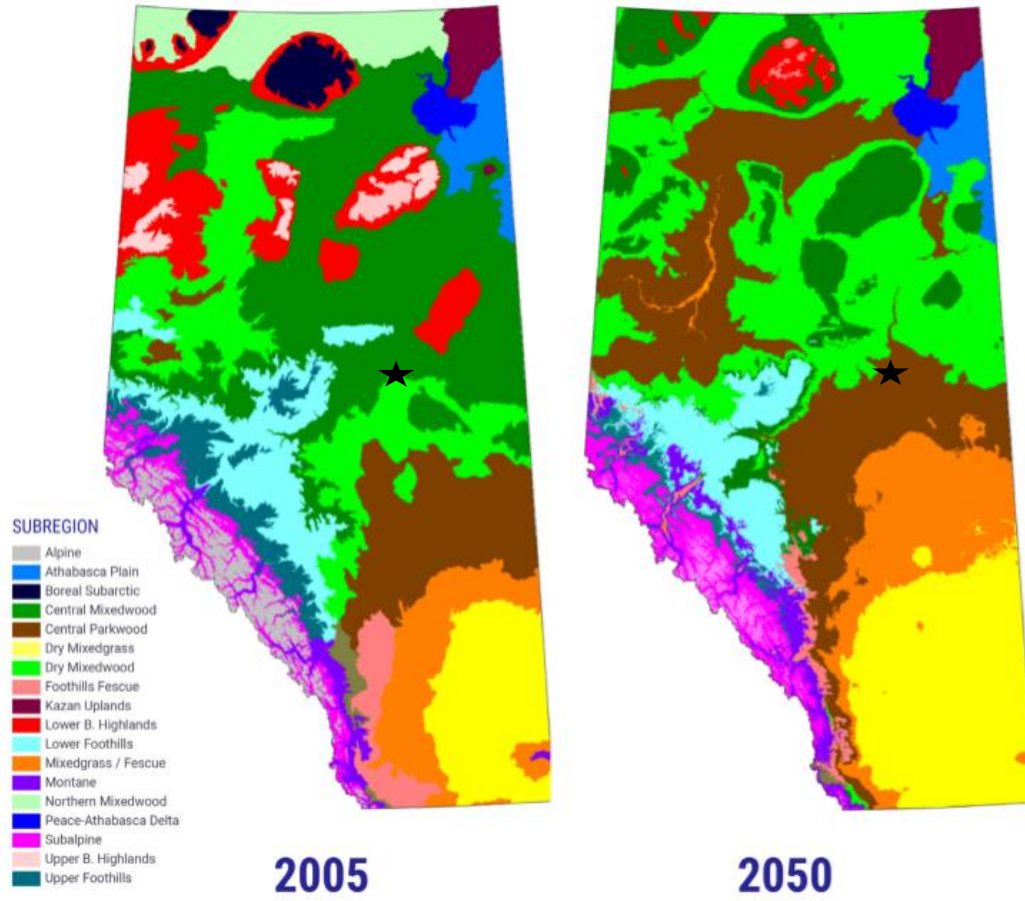 SUBREGION
Alpine
Athabasca Plain
Boreal Subarctic
Central Mixedwood
Central Parkwood
Dry Mixedgrass
Dry Mixedwood
Foothills Fescue
Kazan Uplands
Lower B. Highlands
Lower Foothills
Mixedgrass / Fescue
Montane
Northern Mixedwood
Peace-Athabasca Delta
Subalpine
Upper B. Highlands
Upper Foothills
2005
2050